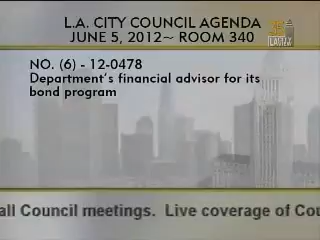 L.A. CITY COUNCIL AGENDA
JUNE 5, 2012~ ROOM 340
NO. (6) - 12-0478
Department's financial advisor for its
bond program
all Council meetings.  Live coverage of Cou